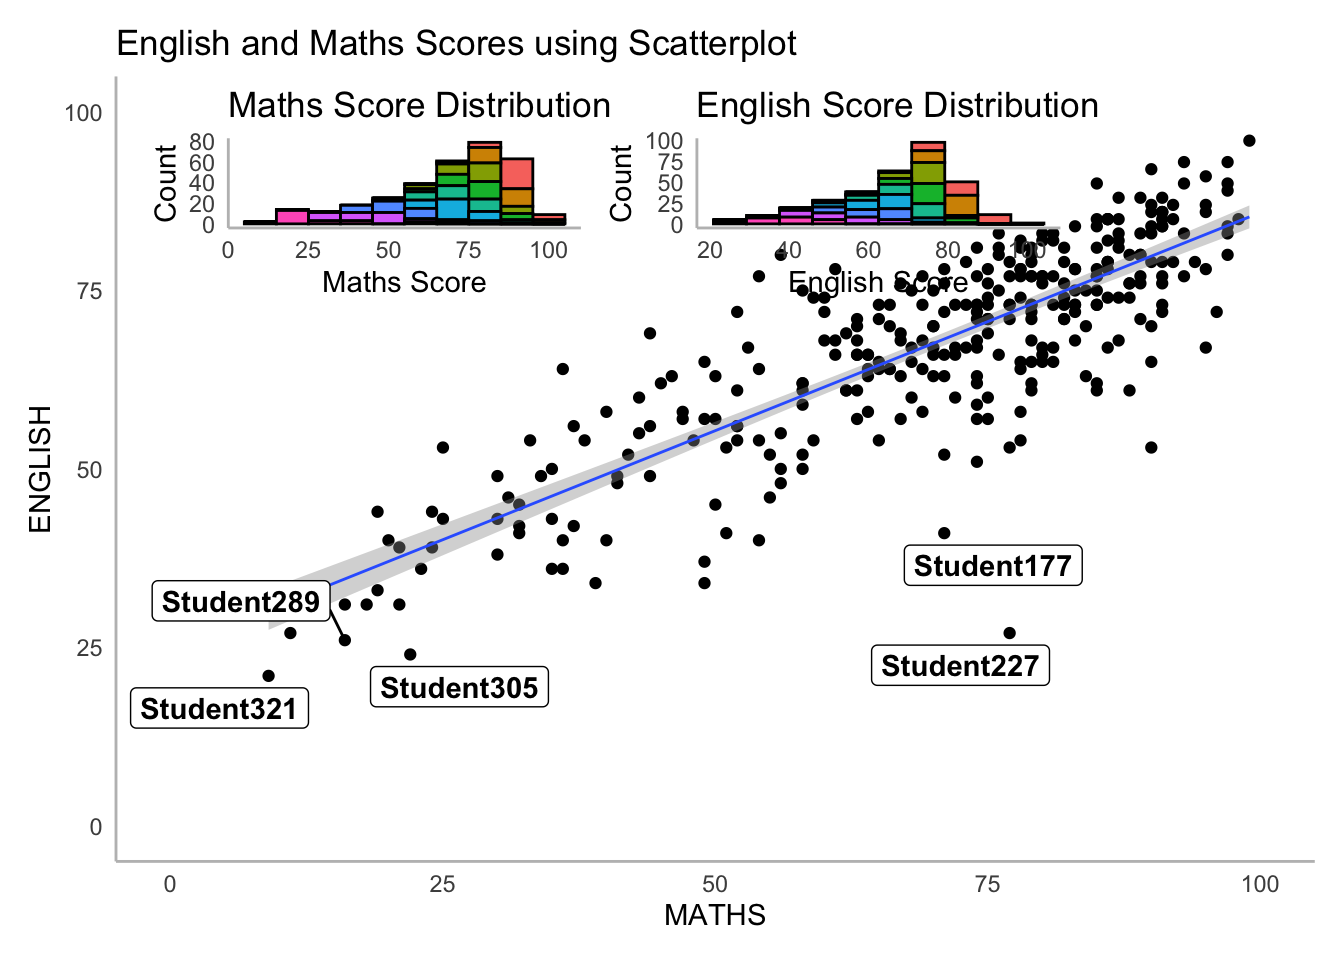 English and Maths Scores using Scatterplot
Maths Score Distribution
English Score Distribution
Count
80
60
40
20
0
0 25 50 75 100
Maths Score
Count
100
75
50
25
0
20 40 60 80 100
English Score
ENGLISH
100
75
50
25
0
Student177
Student289
Student227
Student305
Student321
0 25 50 75 100
MATHS